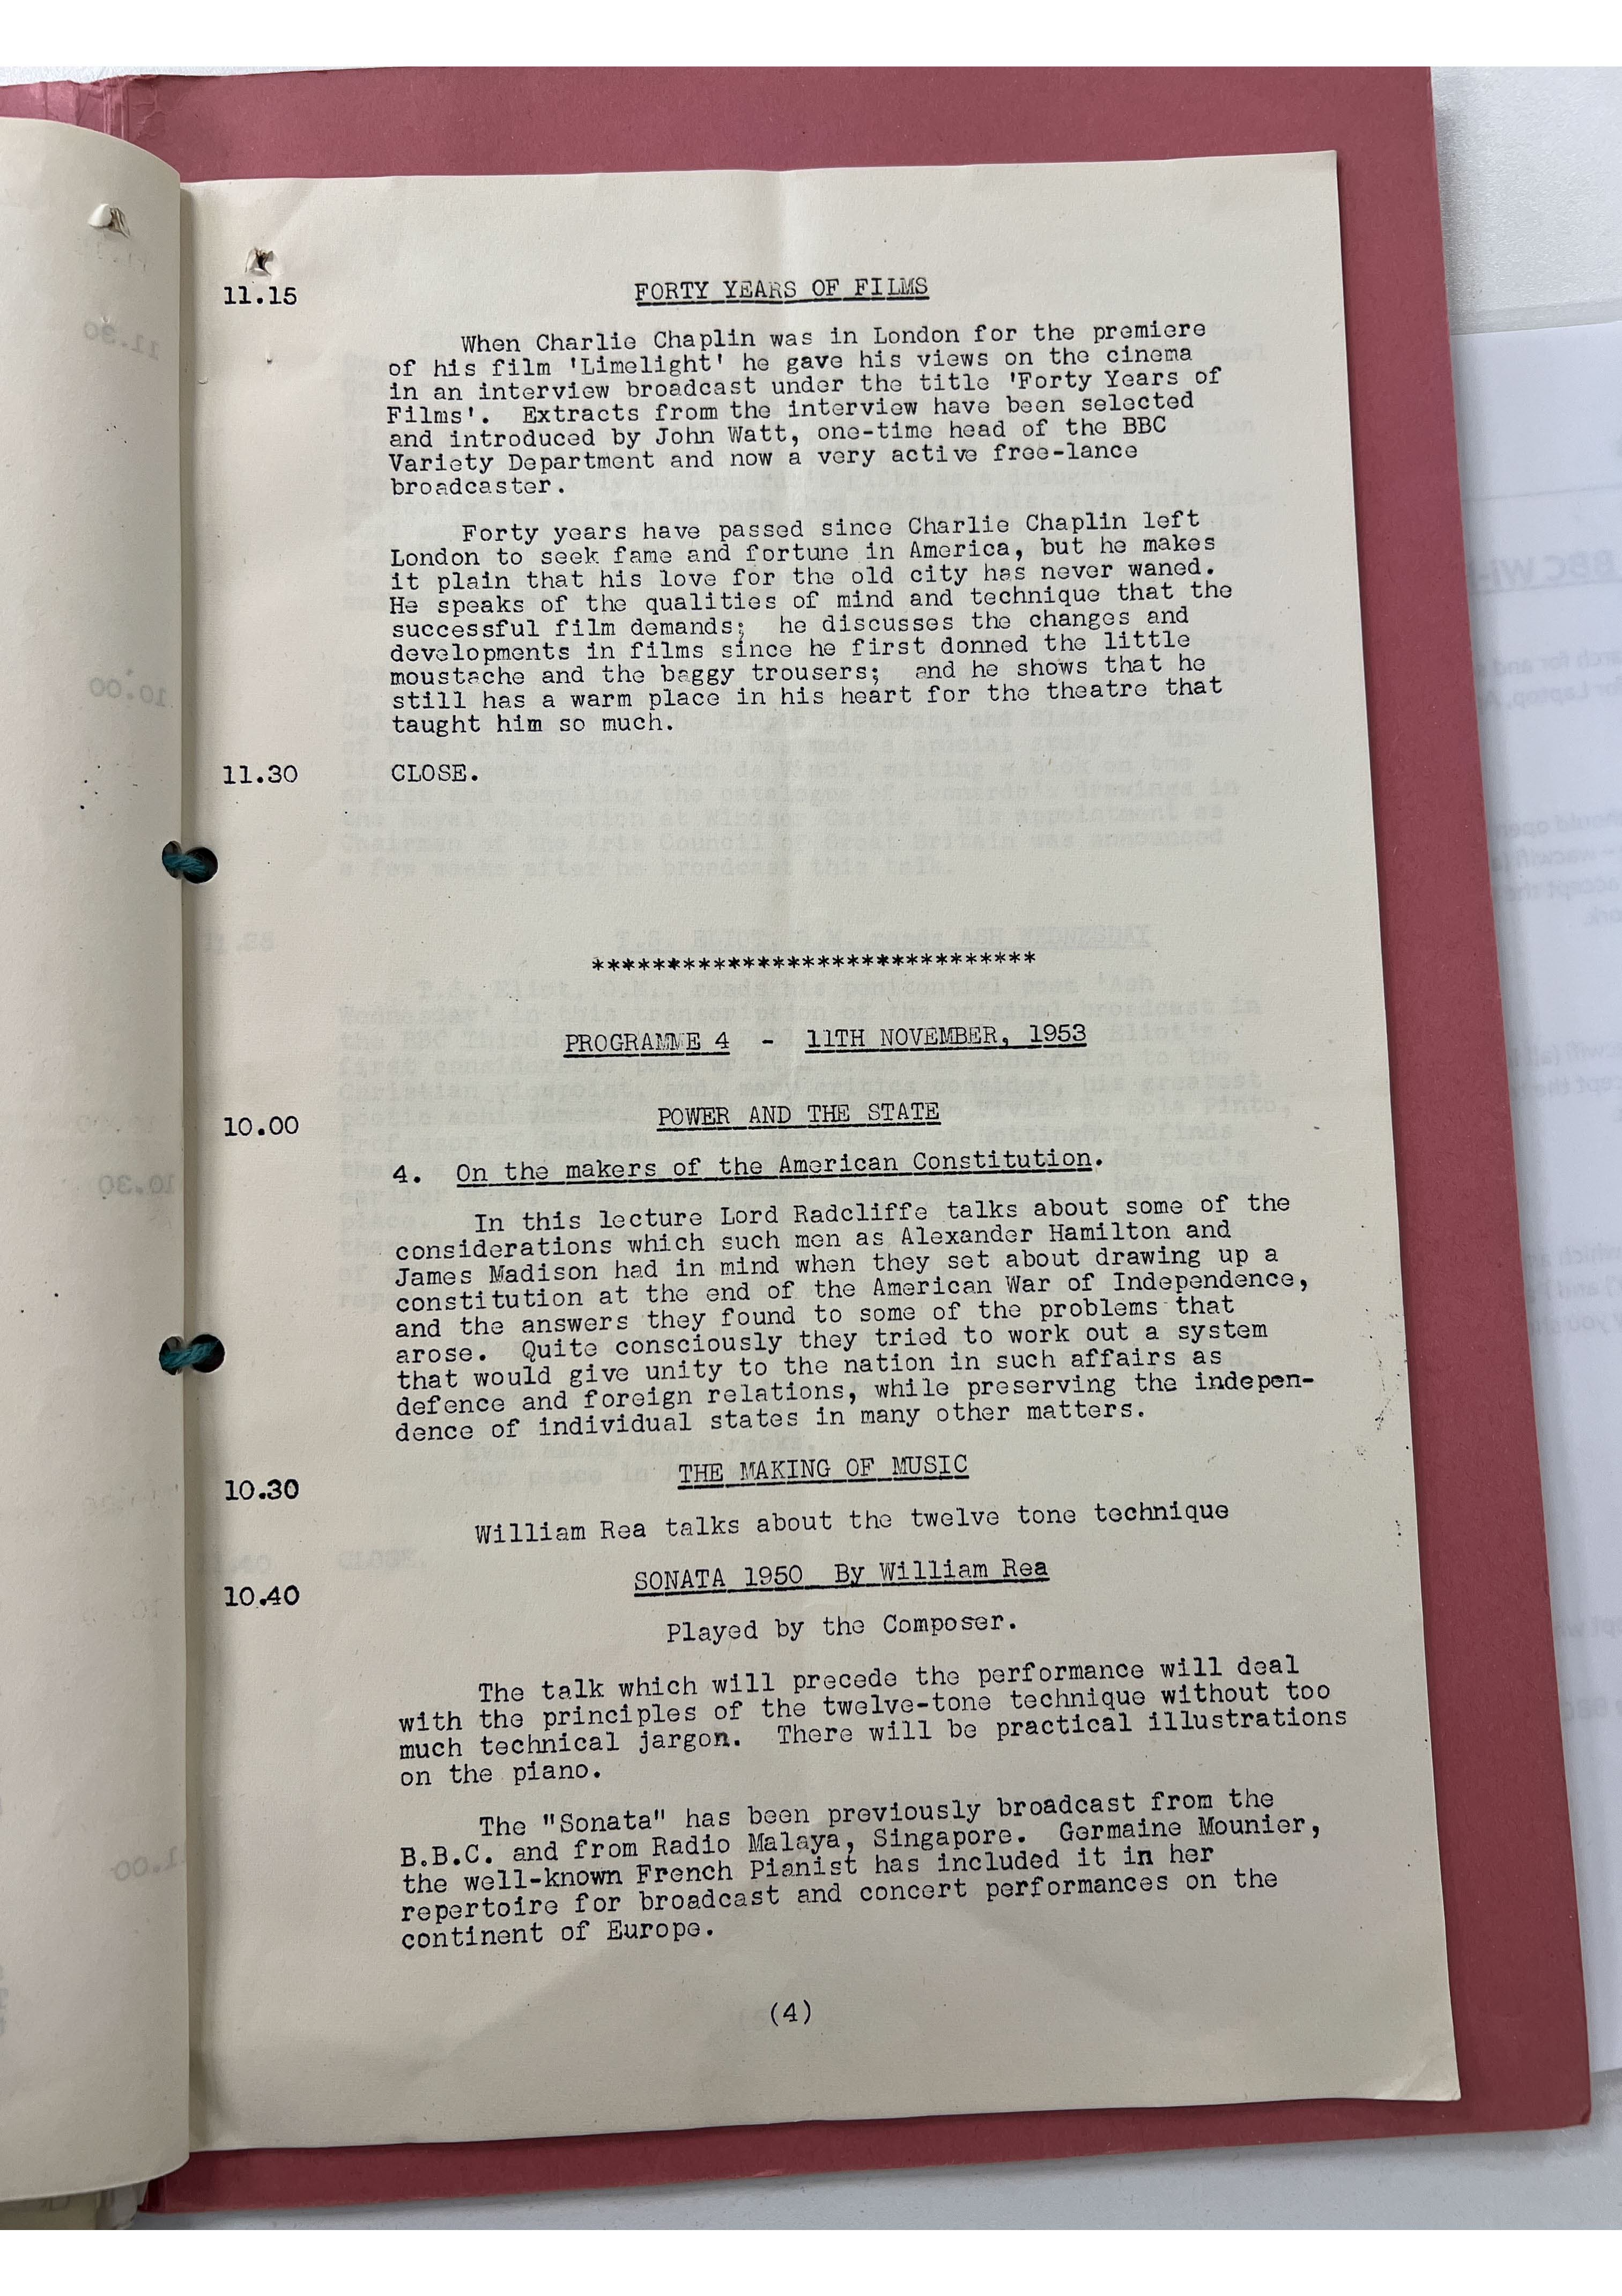 11.15 FORTY YEARS OF FILMS
When Charlie Chaplin was in London for the premiere
of his film 'Limelight' he gave his views on the cinema
in an interview broadcast under the title 'Forty Years of
Films'. Extracts from the interview have been selected
and introduced by John Watt, one-time head of the BBC
Variety Department and now a very active free-lance
broadcaster.
Forty years have passed since Charlie Chaplin left
London to seek fame and fortune in America, but he makes
it plain that his love for the old city has never waned.
He speaks of the qualities of mind and technique that the
successful film demands; he discusses the changes and
developments in films since he first donned the little
moustache and the baggy trousers; and he shows that he
still has a warm place in his heart for the theatre that
taught him so much.
11.30 CLOSE.
******************************
PROGRAMME 4 - 11TH NOVEMBER, 1953
10.00 POWER AND THE STATE
4. On the makers of the American Constitution.
In this lecture Lord Radcliffe talks about some of the
considerations which such men as Alexander Hamilton and
James Madison had in mind when they set about drawing up a
constitution at the end of the American War of Independence,
and the answers they found to some of the problems that
arose. Quite consciously they tried to work out a system
that would give unity to the nation in such affairs as
defence and foreign relations, while preserving the indepen-
dence of individual states in many other matters.
10.30 THE MAKING OF MUSIC
William Rea talks about the twelve tone technique
10.40 SONATA 1950 By William Rea
Played by the Composer.
The talk which will precede the performance will deal
with the principles of the twelve-tone technique without too
much technical jargon. There will be practical illustrations
on the piano.
The "Sonata" has been previously broadcast from the
B.B.C. and from Radio Malaya, Singapore. Germaine Mounier,
the well-known French Pianist has included it in her
repertoire for broadcast and concert performances on the
continent of Europe.
(4)